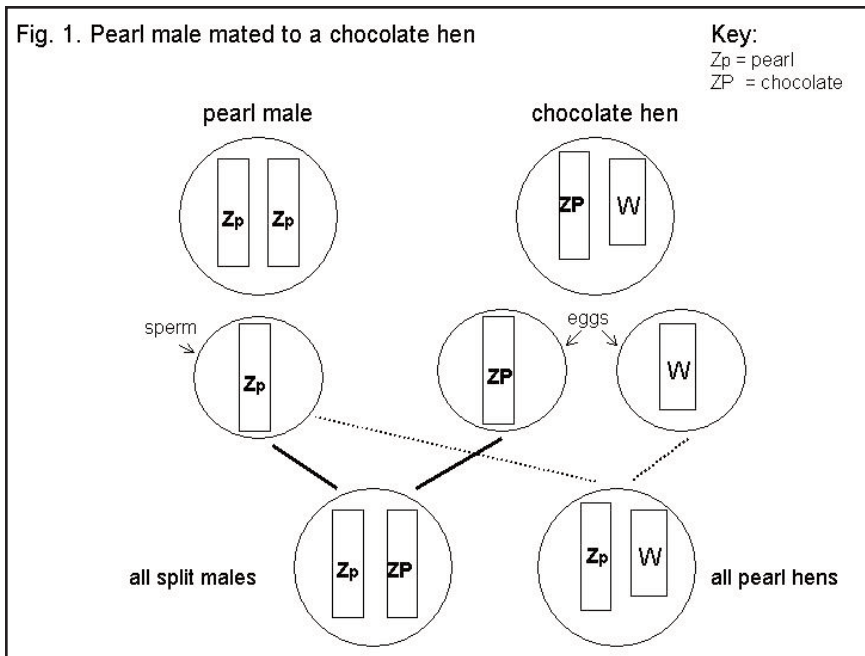 Fig. 1. Pearl male mated to a chocolate hen
Key:
Zp = pearl
ZP = chocolate
pearl male
chocolate hen
Zp
Zp
ZP
W
sperm
eggs
Zp
ZP
W
all split males
Zp
ZP
Zp
W
all pearl hens